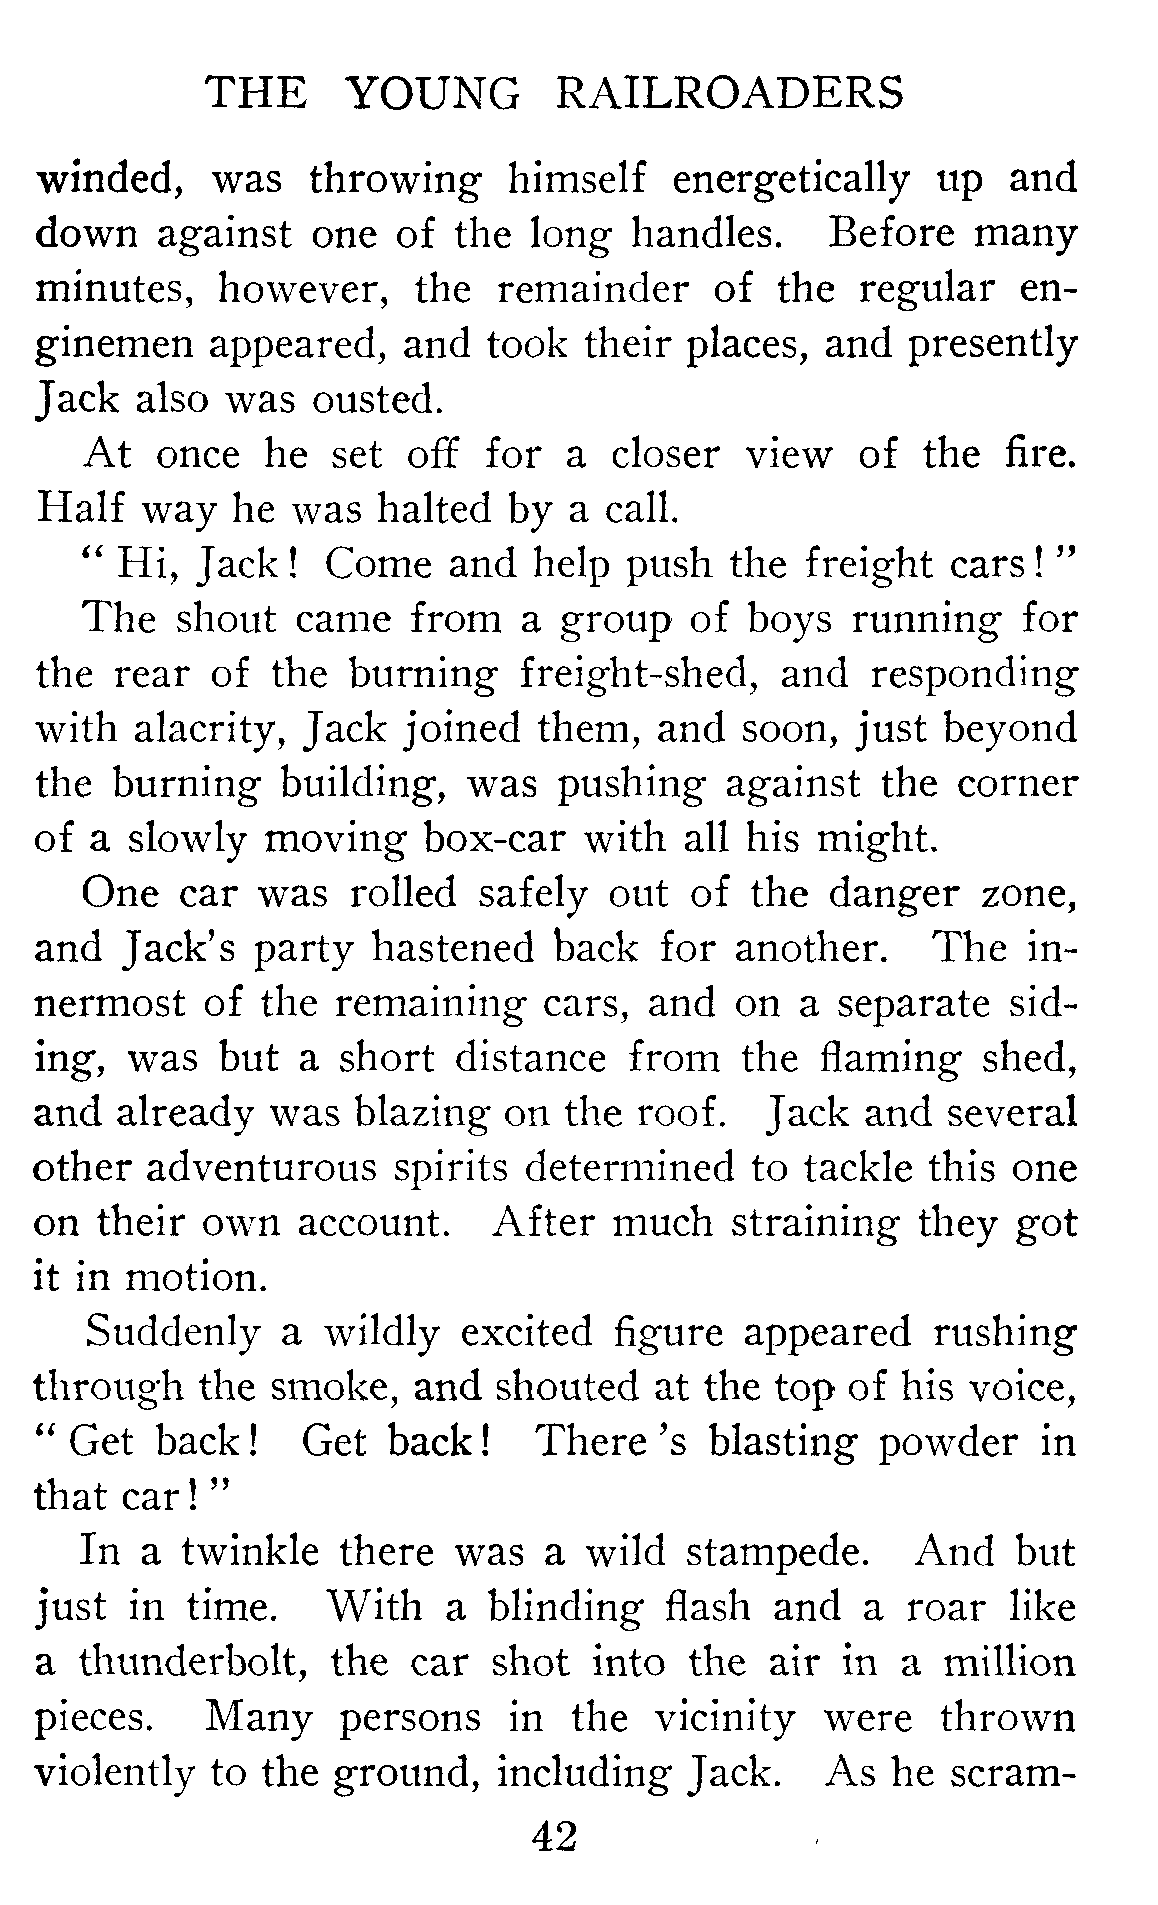 THE YOUNG RAILROADERS
winded, was throwing himself energetically up and
down against one of the long handles. Before many
minutes, however, the remainder of the regular en-
ginemen appeared, and took their places, and presently
Jack also was ousted.
At once he set off for a closer view of the fire.
Half way he was halted by a call.
“ Hi, Jack! Come and help push the freight cars! ”
The shout came from a group of boys running for
the rear of the burning freight-shed, and responding
with alacrity, Jack joined them, and soon, just beyond
the burning building, was pushing against the corner
of a slowly moving box-car with all his might.
One car was rolled safely out of the danger zone,
and Jack's party hastened back for another. The in-
nermost of the remaining cars, and on a separate sid-
ing, was but a short distance from the flaming shed,
and already was blazing on the roof. Jack and several
other adventurous spirits determined to tackle this one
on their own account. After much straining they got
it in motion.
Suddenly a wildly excited figure appeared rushing
through the smoke, and shouted at the top of his voice,
“ Get back! Get back! There 's blasting powder in
that car! ”
In a twinkle there was a wild stampede. And but
just in time. With a blinding flash and a roar like
a thunderbolt, the car shot into the air in a million
pieces. Many persons in the vicinity were thrown
violently to the ground, including Jack. As he scram-
42